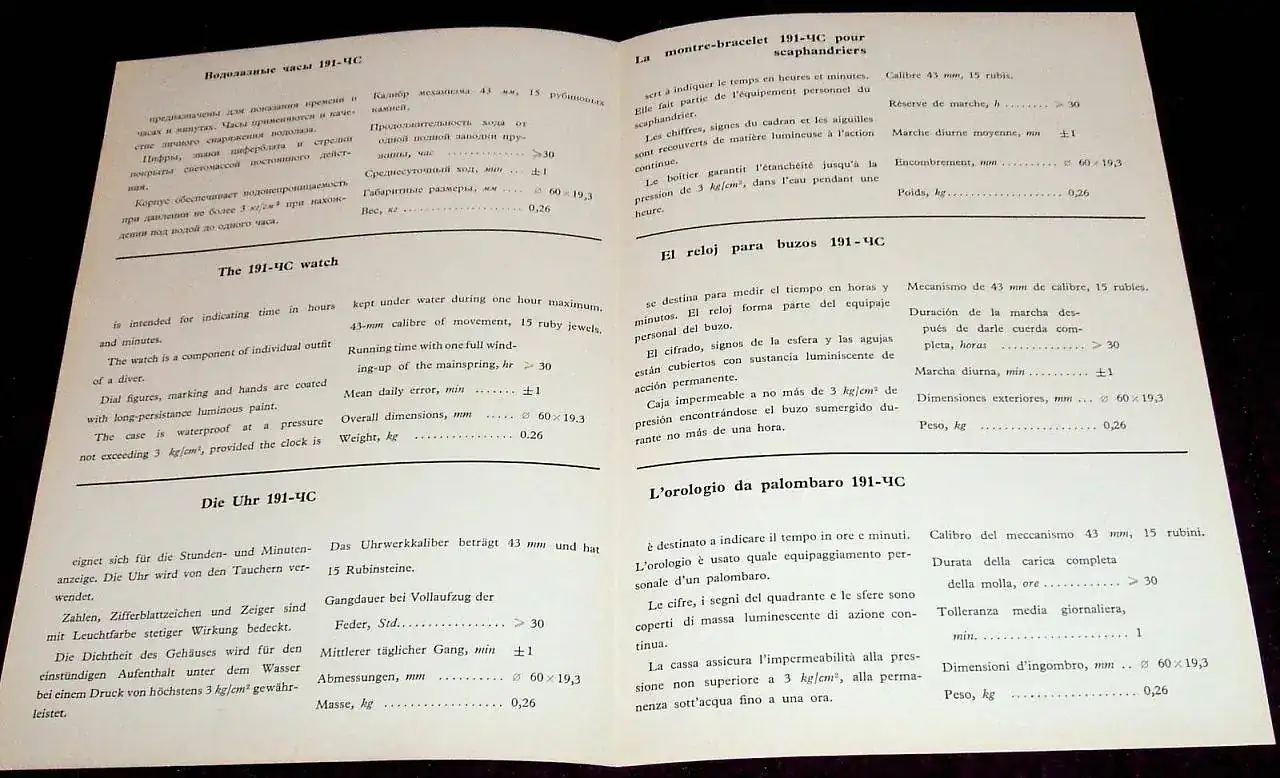 Водолазные часы 191-ЧС
предназначены для показания времени в
часах и минутах. Часы применяются в каче-
стве личного снаряжения водолаза.
Цифры, знаки циферблата и стрелки
покрыты светомассой постоянного дейст-
вия.
Корпус обеспечивает водонепроницаемость
при давлении не более 3 кг/см² при нахож-
дении под водой до одного часа.
Калибр механизма 43 мм, 15 рубиновых
камней.
Продолжительность хода от
одной полной заводки пру-
жины, час .............. ⩾30
Среднесуточный ход, мин ... ±1
Габаритные размеры, мм .... ⌀ 60×19,3
Вес, кг .................... 0,26
The 191-ЧС watch
is intended for indicating time in hours
and minutes.
The watch is a component of individual outfit
of a diver.
Dial figures, marking and hands are coated
with long-persistance luminous paint.
The case is waterproof at a pressure
not exceeding 3 kg/cm², provided the clock is
kept under water during one hour maximum.
43-mm calibre of movement, 15 ruby jewels.
Running time with one full wind-
ing-up of the mainspring, hr ⩾ 30
Mean daily error, min ....... ±1
Overall dimensions, mm ..... ⌀ 60×19.3
Weight, kg ................ 0.26
Die Uhr 191-ЧС
eignet sich für die Stunden- und Minuten-
anzeige. Die Uhr wird von den Tauchern ver-
wendet.
Zahlen, Zifferblattzeichen und Zeiger sind
mit Leuchtfarbe stetiger Wirkung bedeckt.
Die Dichtheit des Gehäuses wird für den
einstündigen Aufenthalt unter dem Wasser
bei einem Druck von höchstens 3 kg/cm² gewähr-
leistet.
Das Uhrwerkkaliber beträgt 43 mm und hat
15 Rubinsteine.
Gangdauer bei Vollaufzug der
Feder, Std................. ⩾ 30
Mittlerer täglicher Gang, min ±1
Abmessungen, mm .......... ⌀ 60×19,3
Masse, kg .................. 0,26
La montre-bracelet 191-ЧС pour
scaphandriers
sert à indiquer le temps en heures et minutes.
Elle fait partie de l'équipement personnel du
scaphandrier.
Les chiffres, signes du cadran et les aiguilles
sont recouverts de matière lumineuse à l'action
continue.
Le boîtier garantit l'étanchéité jusqu'à la
pression de 3 kg/cm², dans l'eau pendant une
heure.
Calibre 43 mm, 15 rubis.
Réserve de marche, h ........ ⩾ 30
Marche diurne moyenne, mn ±1
Encombrement, mm .......... ⌀ 60×19,3
Poids, kg.................... 0,26
El reloj para buzos 191-ЧС
se destina para medir el tiempo en horas y
minutos. El reloj forma parte del equipaje
personal del buzo.
El cifrado, signos de la esfera y las agujas
están cubiertos con sustancia luminiscente de
acción permanente.
Caja impermeable a no más de 3 kg/cm² de
presión encontrándose el buzo sumergido du-
rante no más de una hora.
Mecanismo de 43 mm de calibre, 15 rubíes.
Duración de la marcha des-
pués de darle cuerda com-
pleta, horas .............. ⩾ 30
Marcha diurna, min .......... ±1
Dimensiones exteriores, mm ... ⌀ 60×19,3
Peso, kg ................... 0,26
L'orologio da palombaro 191-ЧС
è destinato a indicare il tempo in ore e minuti.
L'orologio è usato quale equipaggiamento per-
sonale d'un palombaro.
Le cifre, i segni del quadrante e le sfere sono
coperti di massa luminescente di azione con-
tinua.
La cassa assicura l'impermeabilità alla pres-
sione non superiore a 3 kg/cm², alla perma-
nenza sott'acqua fino a una ora.
Calibro del meccanismo 43 mm, 15 rubini.
Durata della carica completa
della molla, ore ............ ⩾ 30
Tolleranza media giornaliera,
min. ....................... 1
Dimensioni d'ingombro, mm .. ⌀ 60×19,3
Peso, kg ................... 0,26